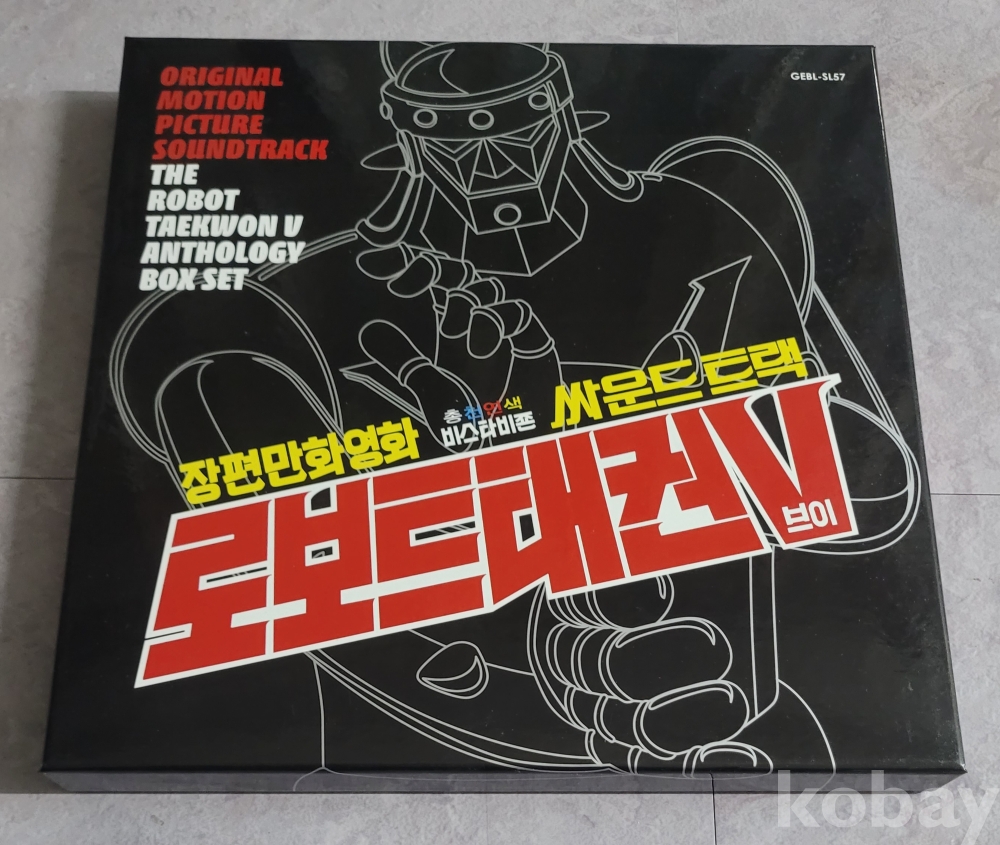 ORIGINAL
MOTION
PICTURE
SOUNDTRACK
THE
ROBOT
TAEKWON V
ANTHOLOGY
BOX SET
GEBL-SL57
장편만화영화
총천연색
비스타비죤
싸운드트랙
로보트태권V
브이
kobay